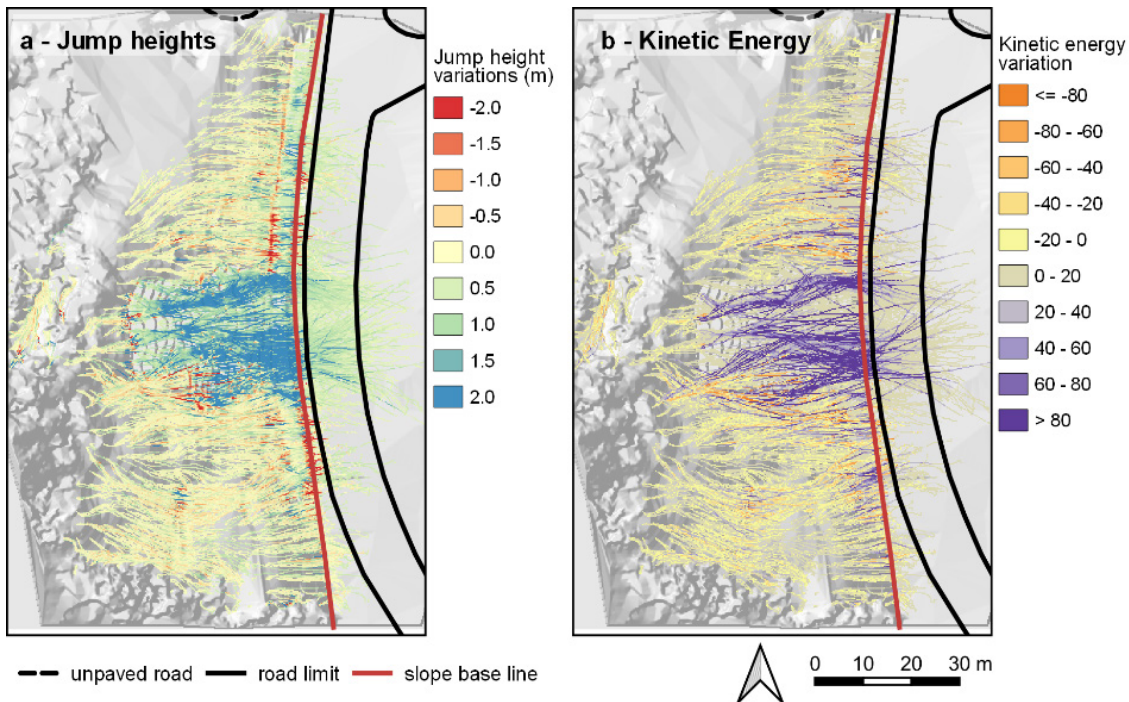 a - Jump heights
Jump height
variations (m)
-2.0
-1.5
-1.0
-0.5
0.0
0.5
1.0
1.5
2.0
b - Kinetic Energy
Kinetic energy
variation
<= -80
-80 - -60
-60 - -40
-40 - -20
-20 - 0
0 - 20
20 - 40
40 - 60
60 - 80
> 80
unpaved road road limit slope base line
0 10 20 30 m